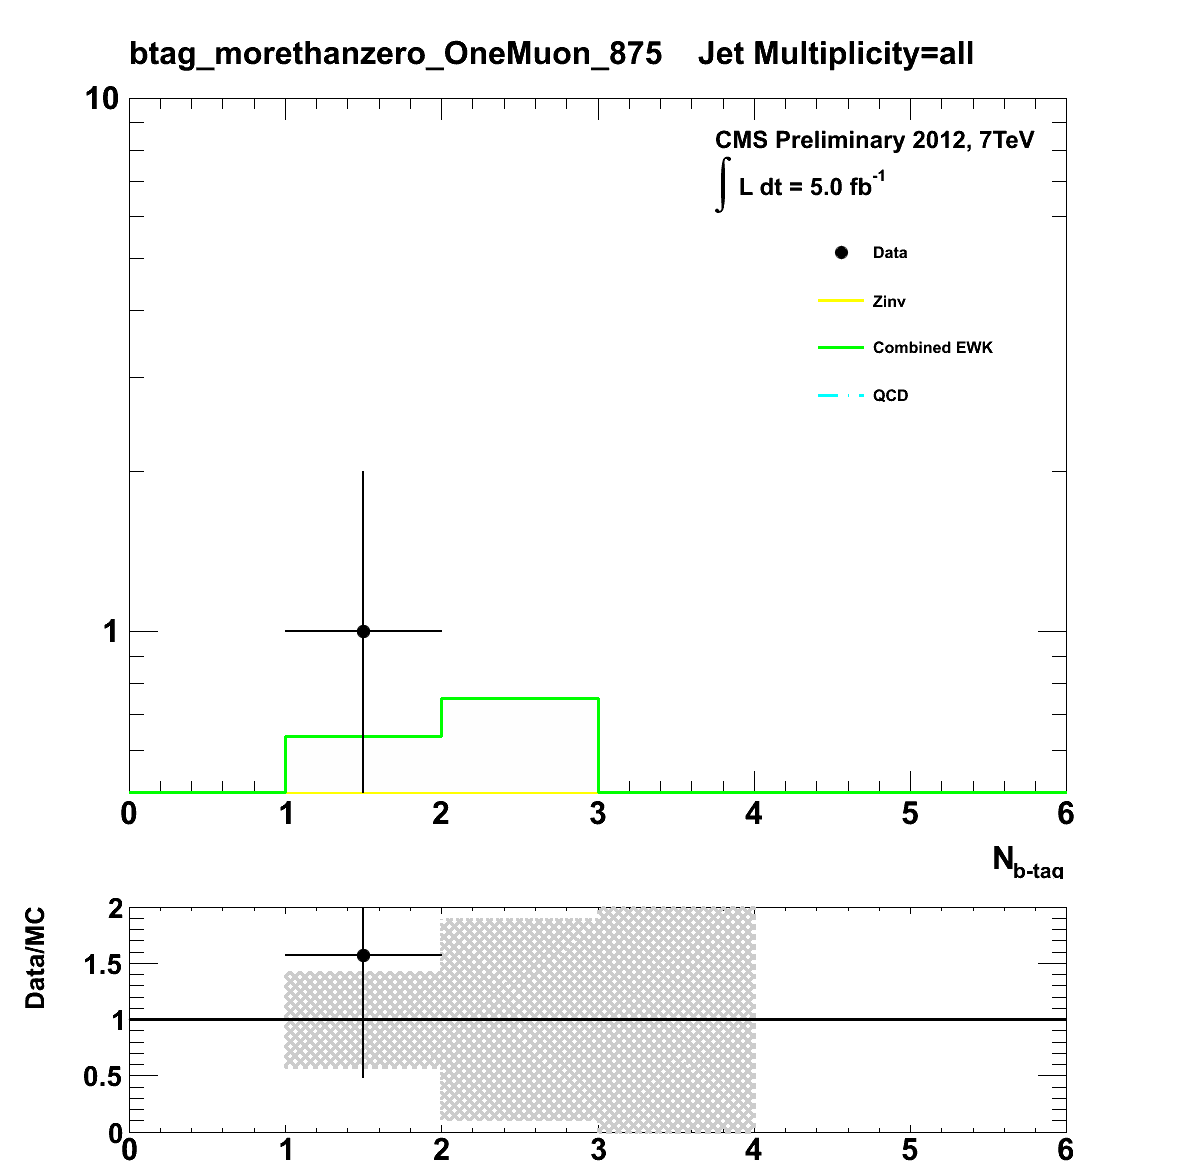 btag_morethanzero_OneMuon_875 Jet Multiplicity=all
10
CMS Preliminary 2012, 7TeV
∫ L dt = 5.0 fb-1
Data
Zinv
Combined EWK
QCD
1
0 1 2 3 4 5 6
Nb-tag
Data/MC
2
1.5
1
0.5
0
0 1 2 3 4 5 6